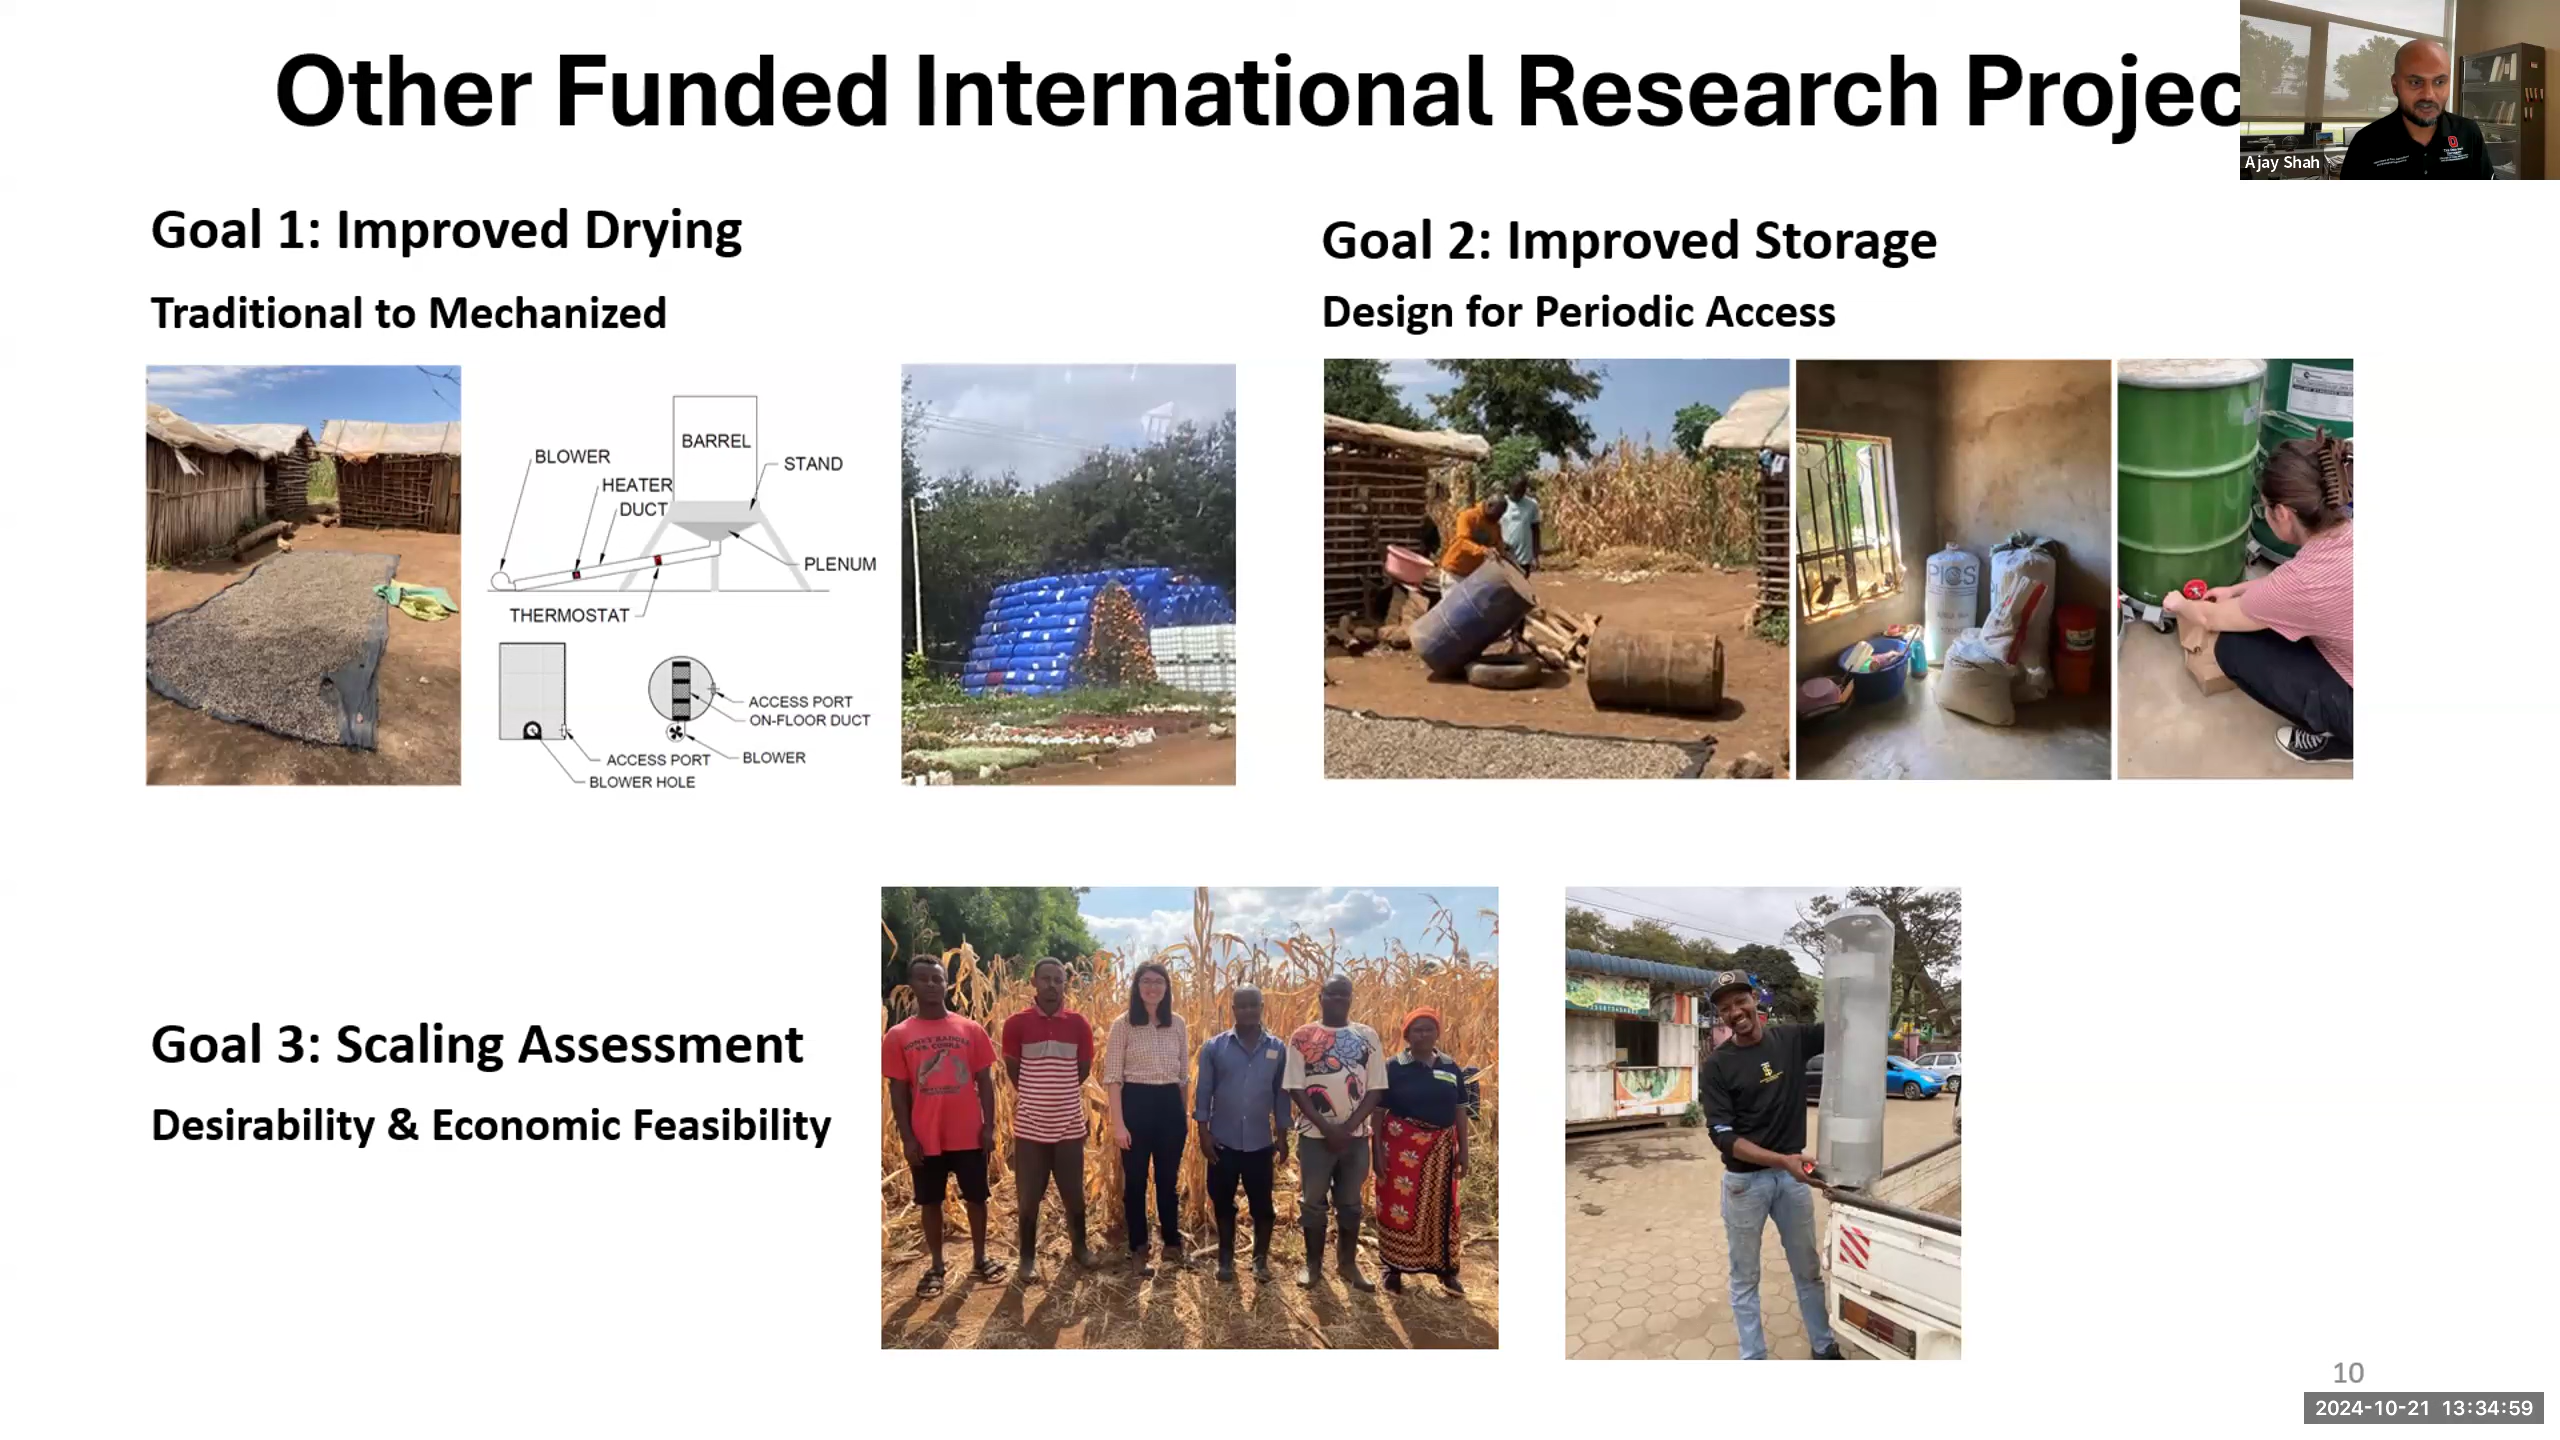 Other Funded International Research Projec
Ajay Shah
Goal 1: Improved Drying
Traditional to Mechanized
BARREL
BLOWER
STAND
HEATER
DUCT
PLENUM
THERMOSTAT
ACCESS PORT
ON-FLOOR DUCT
ACCESS PORT
BLOWER
BLOWER HOLE
Goal 2: Improved Storage
Design for Periodic Access
PICS
Goal 3: Scaling Assessment
Desirability & Economic Feasibility
10
2024-10-21 13:34:59